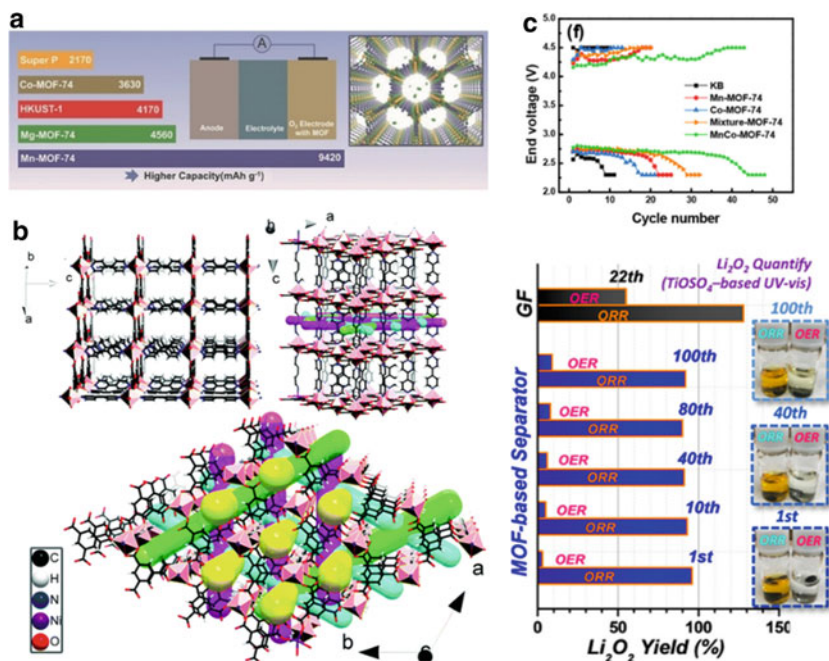 a
Super P 2170
Co-MOF-74 3630
HKUST-1 4170
Mg-MOF-74 4560
Mn-MOF-74 9420
Higher Capacity(mAh g⁻¹)
A
Anode
Electrolyte
O₂ Electrode
with MOF
c
(f)
End voltage (V)
4.5
4.0
3.5
3.0
2.5
2.0
KB
Mn-MOF-74
Co-MOF-74
Mixture-MOF-74
MnCo-MOF-74
0 10 20 30 40 50
Cycle number
b
b
c
a
b
a
c
C
H
N
Ni
O
a
b
c
Li₂O₂ Quantify
(TiOSO₄-based UV-vis)
GF
MOF-based Separator
22th
OER
ORR
100th
OER
ORR
80th
OER
ORR
40th
OER
ORR
10th
OER
ORR
1st
OER
ORR
100th
ORR OER
40th
ORR OER
1st
ORR OER
0 50 100 150
Li₂O₂ Yield (%)